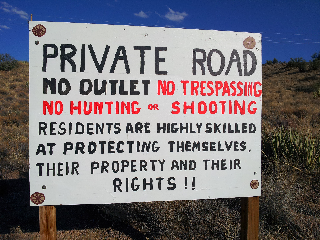 PRIVATE ROAD
NO OUTLET NO TRESPASSING
NO HUNTING OR SHOOTING
RESIDENTS ARE HIGHLY SKILLED
AT PROTECTING THEMSELVES,
THEIR PROPERTY AND THEIR
RIGHTS !!